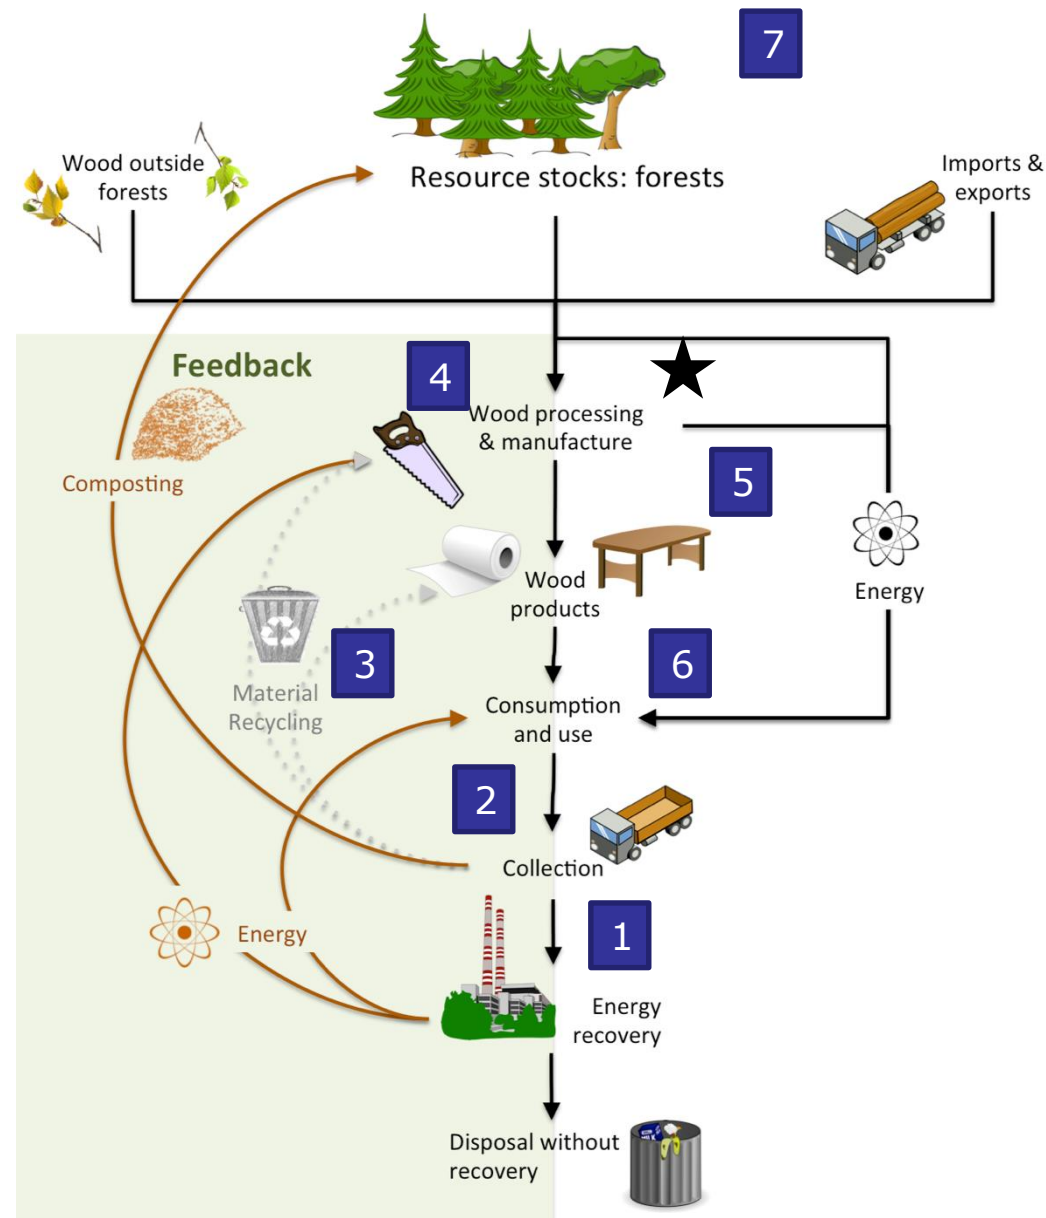 7
Wood outside
forests
Resource stocks: forests
Imports &
exports
Feedback
4
Wood processing
& manufacture
Composting
5
Wood
products
Energy
3
6
Material
Recycling
Consumption
and use
2
Collection
1
Energy
Energy
recovery
Disposal without
recovery